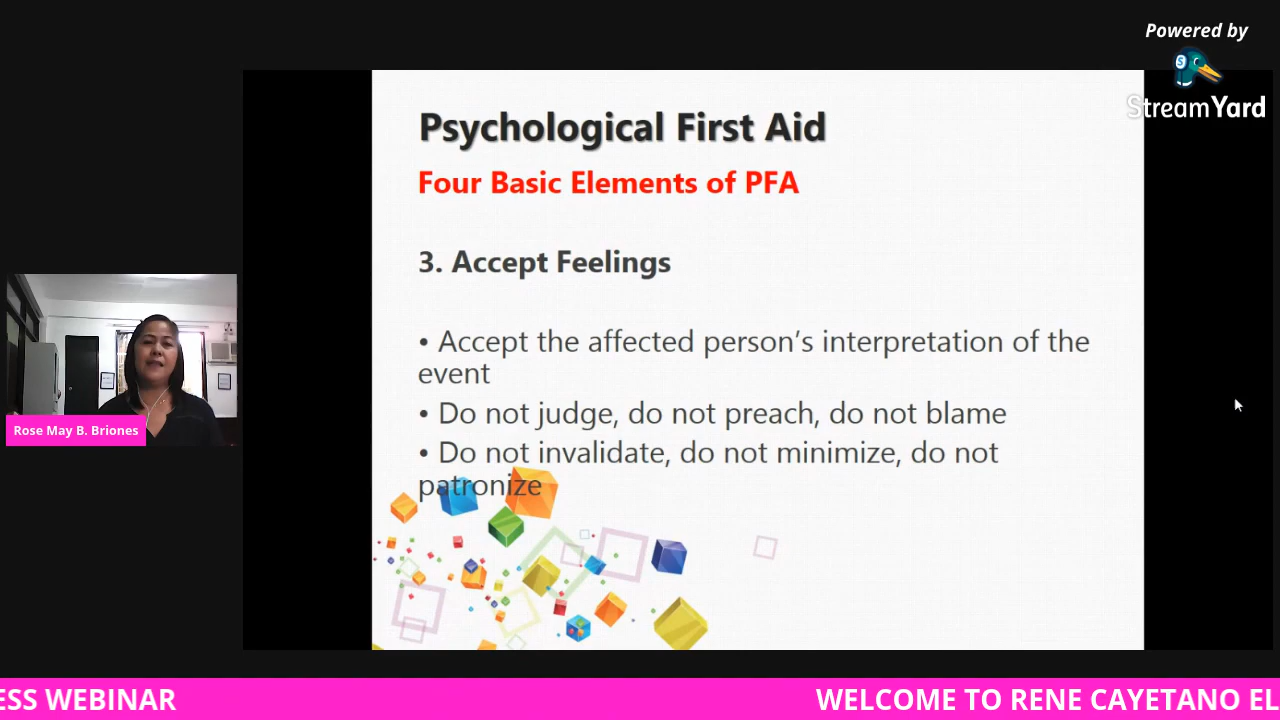 Powered by
StreamYard
Psychological First Aid
Four Basic Elements of PFA
3. Accept Feelings
• Accept the affected person’s interpretation of the
event
• Do not judge, do not preach, do not blame
• Do not invalidate, do not minimize, do not
patronize
Rose May B. Briones
ESS WEBINAR
WELCOME TO RENE CAYETANO EL